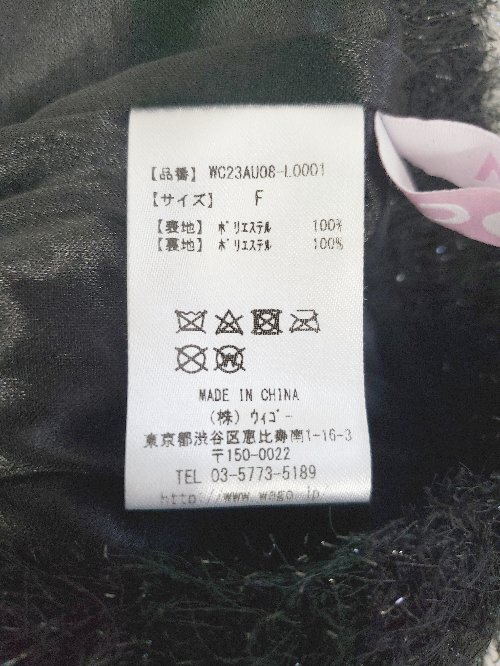 【品番】 WC23AU08-L0001
【サイズ】 F
【表地】 ポリエステル 100%
【裏地】 ポリエステル 100%
MADE IN CHINA
(株) ウィゴー
東京都渋谷区恵比寿南1-16-3
〒150-0022
TEL 03-5773-5189
http://www.wego.jp/